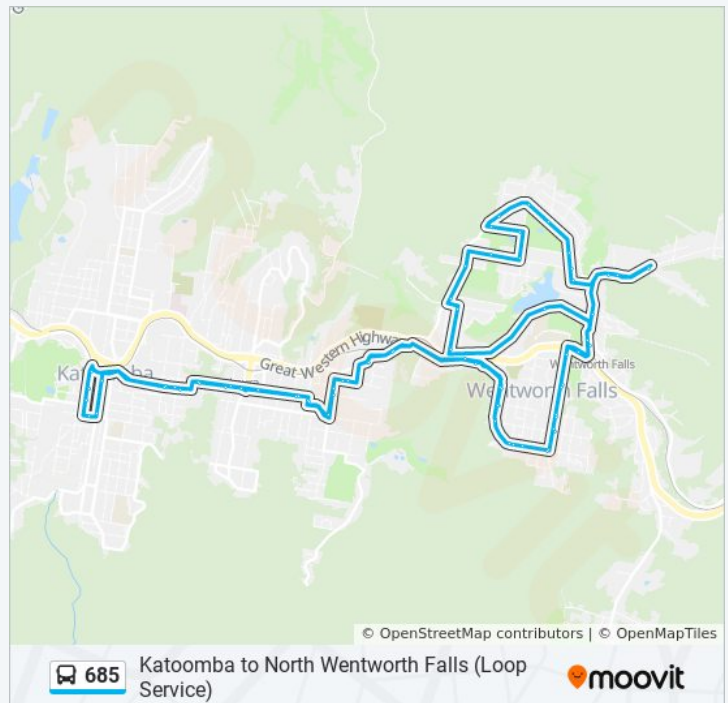 Great Western Highway
Katoomba
Wentworth Falls
Wentworth Falls
© OpenStreetMap contributors | © OpenMapTiles
685
Katoomba to North Wentworth Falls (Loop
Service)
moovit